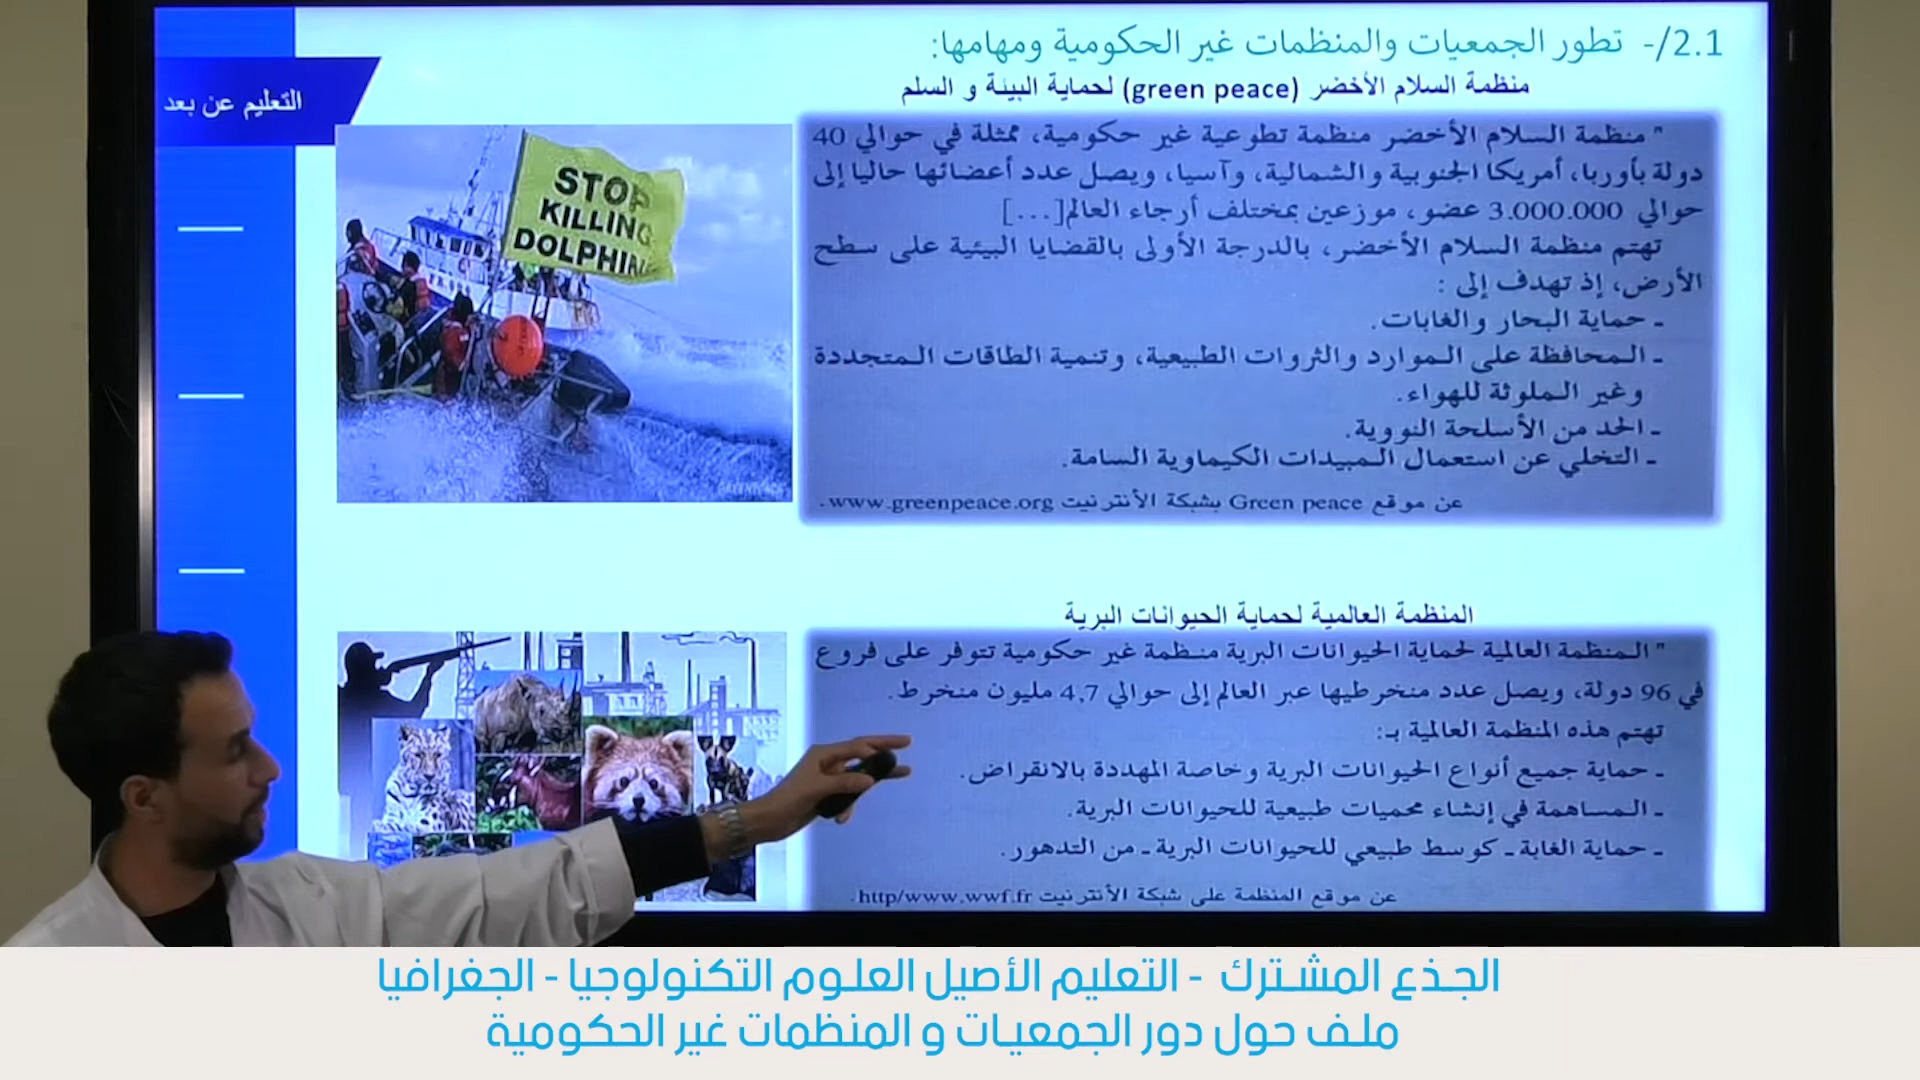 2.1/- تطور الجمعيات والمنظمات غير الحكومية ومهامها:
منظمة السلام الأخضر (green peace) لحماية البيئة و السلم
التعليم عن بعد
STOP
KILLING
DOLPHIN
" منظمة السلام الأخضر منظمة تطوعية غير حكومية، ممثلة في حوالي 40
دولة بأوربا، أمريكا الجنوبية والشمالية، وآسيا، ويصل عدد أعضائها حاليا إلى
حوالي 3.000.000 عضو، موزعين بمختلف أرجاء العالم[...]
تهتم منظمة السلام الأخضر، بالدرجة الأولى بالقضايا البيئية على سطح
الأرض، إذ تهدف إلى :
ـ حماية البحار والغابات.
ـ المحافظة على الموارد والثروات الطبيعية، وتنمية الطاقات المتجددة
وغير الملوثة للهواء.
ـ الحد من الأسلحة النووية.
ـ التخلي عن استعمال المبيدات الكيماوية السامة.
عن موقع Green peace بشبكة الأنترنيت www.greenpeace.org.
المنظمة العالمية لحماية الحيوانات البرية
" المنظمة العالمية لحماية الحيوانات البرية منظمة غير حكومية تتوفر على فروع
في 96 دولة، ويصل عدد منخرطيها عبر العالم إلى حوالي 4,7 مليون منخرط.
تهتم هذه المنظمة العالمية بـ:
ـ حماية جميع أنواع الحيوانات البرية وخاصة المهددة بالانقراض.
ـ المساهمة في إنشاء محميات طبيعية للحيوانات البرية.
ـ حماية الغابة ـ كوسط طبيعي للحيوانات البرية ـ من التدهور.
عن موقع المنظمة على شبكة الأنترنيت http/www.wwf.fr.
الجذع المشترك - التعليم الأصيل العلوم التكنولوجيا - الجغرافيا
ملف حول دور الجمعيات و المنظمات غير الحكومية